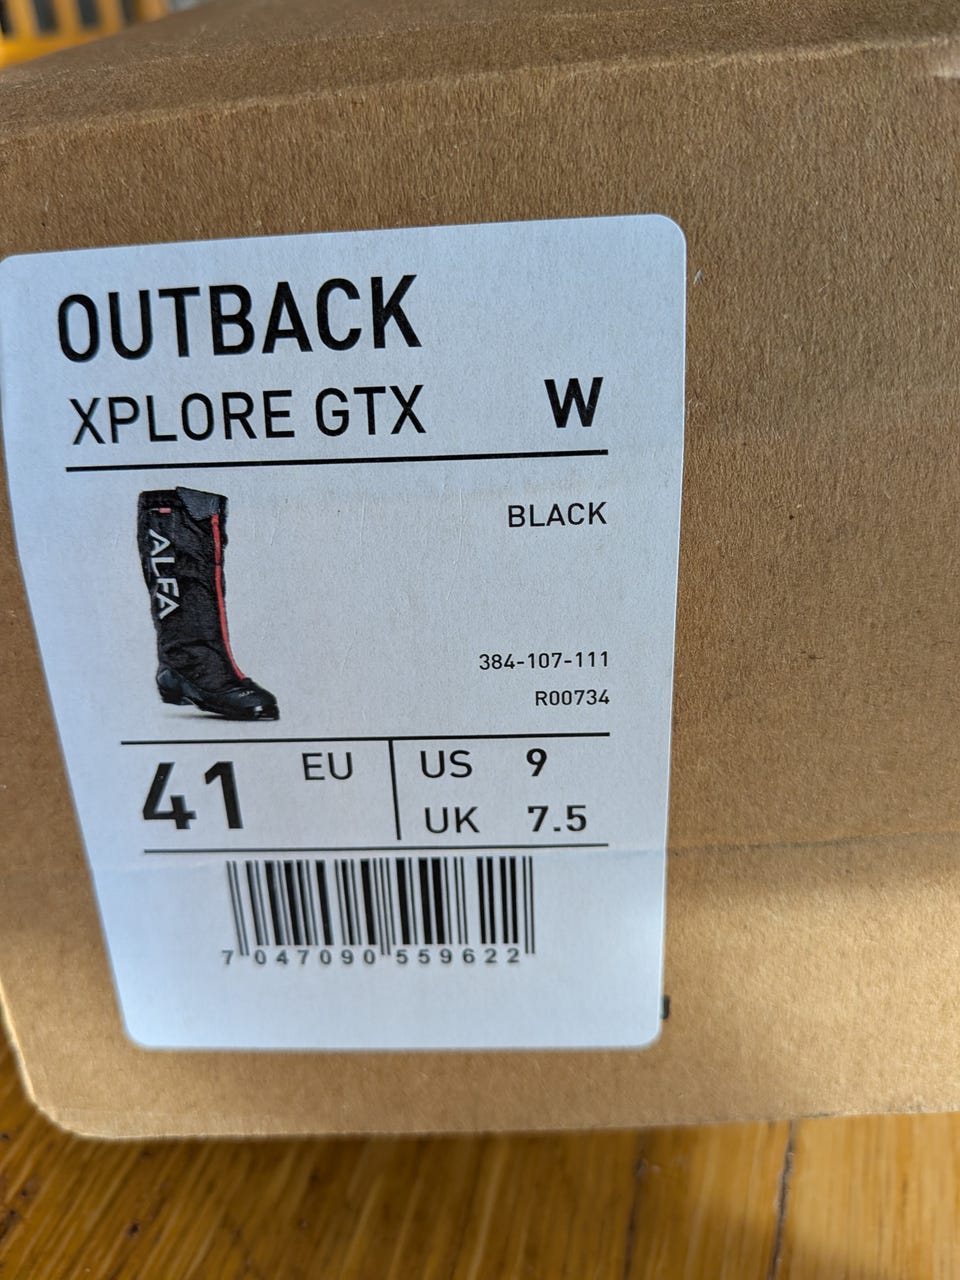 OUTBACK
XPLORE GTX W
BLACK
ALFA
384-107-111
R00734
41 EU US 9
UK 7.5
7 047090 559622